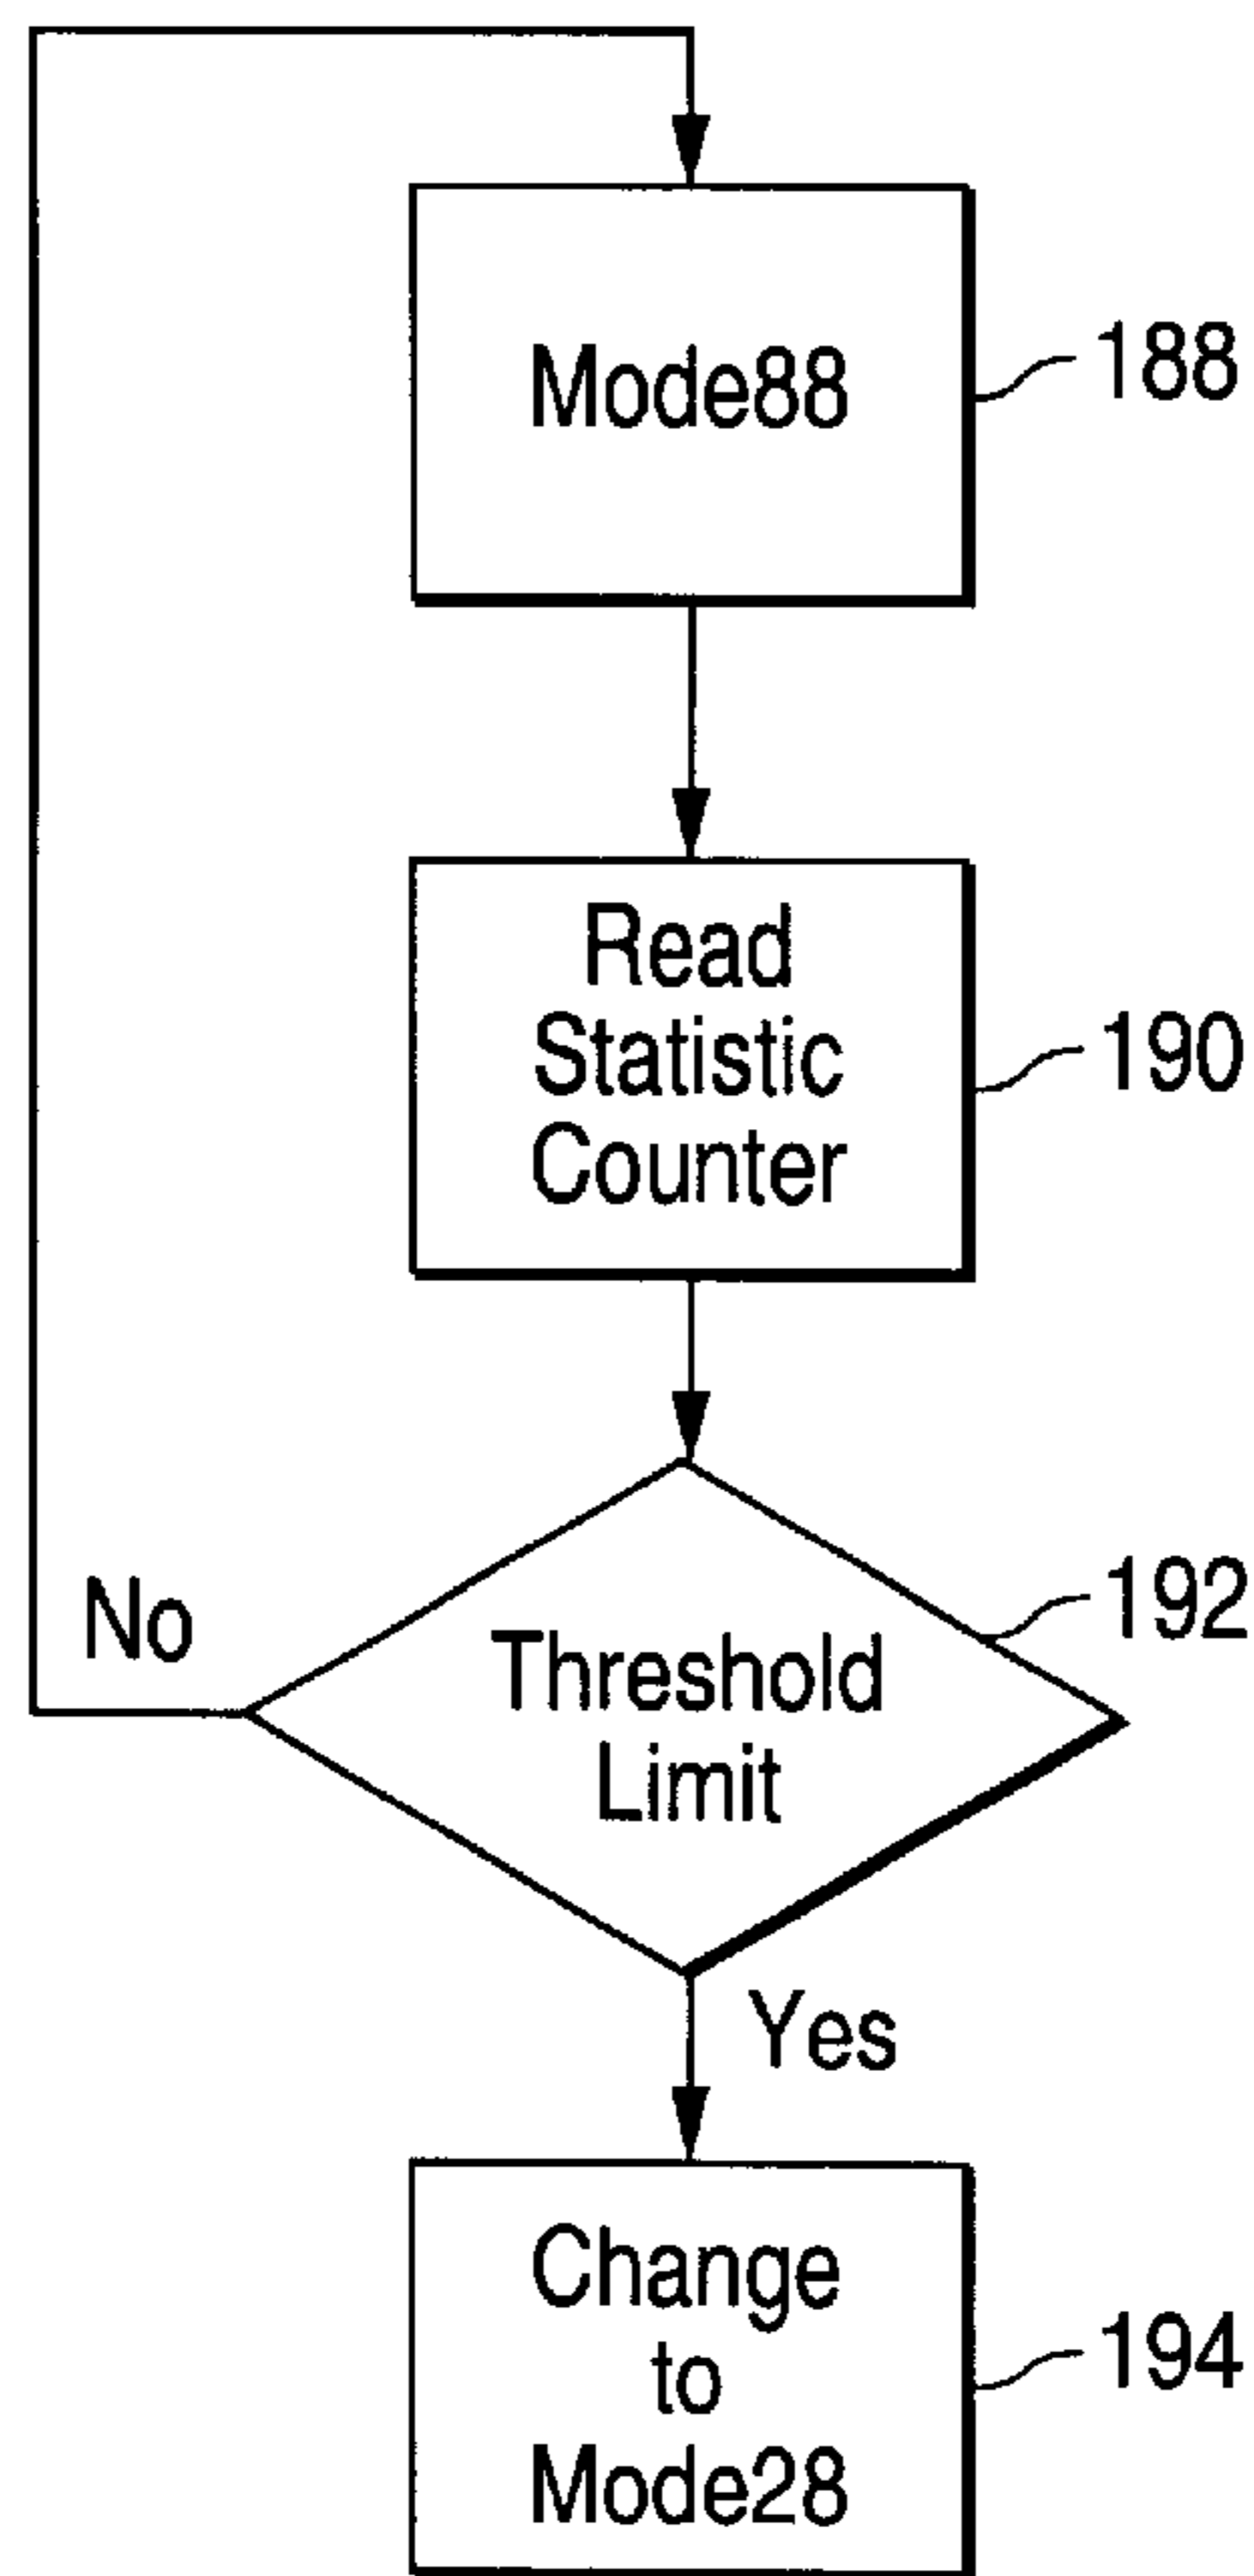 Mode88
188
Read
Statistic
Counter
190
192
No
Threshold
Limit
Yes
Change
to
Mode28
194